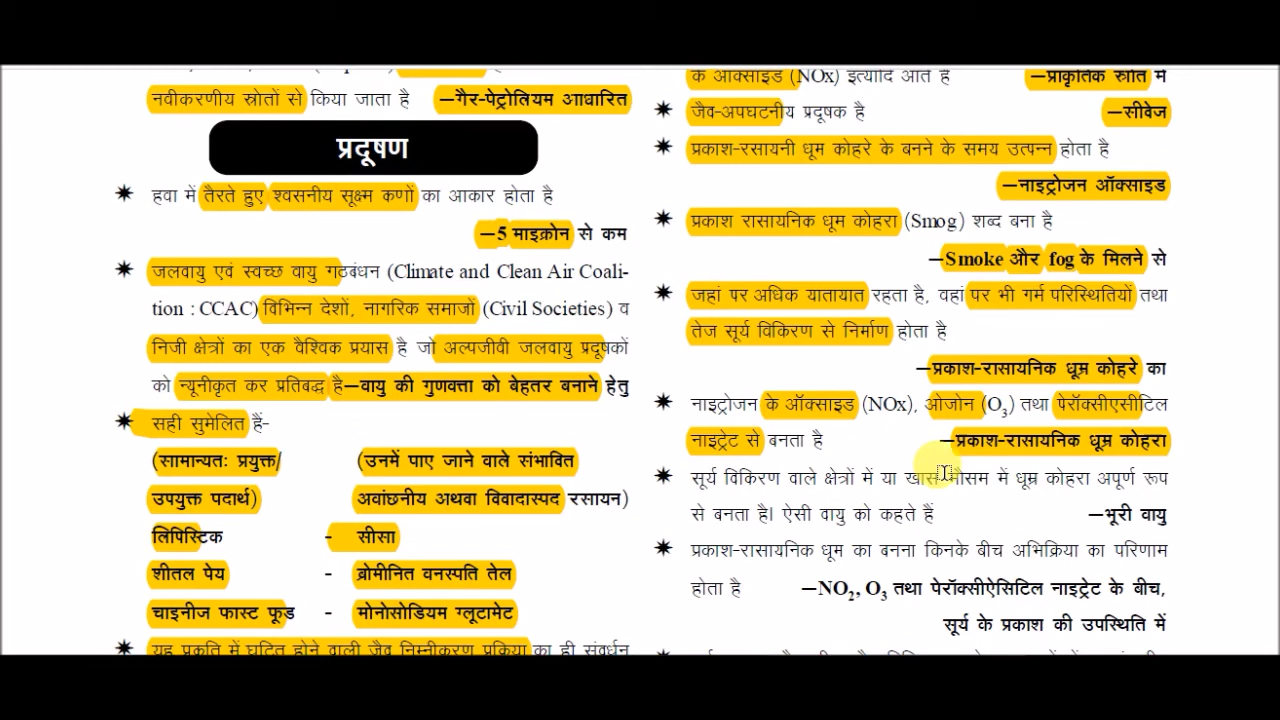 नवीकरणीय स्रोतों से किया जाता है —गैर-पेट्रोलियम आधारित
प्रदूषण
✷ हवा में तैरते हुए श्वसनीय सूक्ष्म कणों का आकार होता है
—5 माइक्रोन से कम
✷ जलवायु एवं स्वच्छ वायु गठबंधन (Climate and Clean Air Coali-
tion : CCAC) विभिन्न देशों, नागरिक समाजों (Civil Societies) व
निजी क्षेत्रों का एक वैश्विक प्रयास है जो अल्पजीवी जलवायु प्रदूषकों
को न्यूनीकृत कर प्रतिबद्ध है—वायु की गुणवत्ता को बेहतर बनाने हेतु
✷ सही सुमेलित हैं-
(सामान्यतः प्रयुक्त/ (उनमें पाए जाने वाले संभावित
उपयुक्त पदार्थ) अवांछनीय अथवा विवादास्पद रसायन)
लिपिस्टिक - सीसा
शीतल पेय - ब्रोमीनित वनस्पति तेल
चाइनीज फास्ट फूड - मोनोसोडियम ग्लूटामेट
✷ यह प्रकृति में घटित होने वाली जैव निम्नीकरण प्रक्रिया का ही संवर्धन
के ऑक्साइड (NOx) इत्यादि आते हैं —प्राकृतिक स्रोत में
✷ जैव-अपघटनीय प्रदूषक है —सीवेज
✷ प्रकाश-रसायनी धूम कोहरे के बनने के समय उत्पन्न होता है
—नाइट्रोजन ऑक्साइड
✷ प्रकाश रासायनिक धूम कोहरा (Smog) शब्द बना है
—Smoke और fog के मिलने से
✷ जहां पर अधिक यातायात रहता है, वहां पर भी गर्म परिस्थितियों तथा
तेज सूर्य विकिरण से निर्माण होता है
—प्रकाश-रासायनिक धूम्र कोहरे का
✷ नाइट्रोजन के ऑक्साइड (NOx), ओजोन (O₃) तथा पेरॉक्सीएसीटिल
नाइट्रेट से बनता है —प्रकाश-रासायनिक धूम्र कोहरा
✷ सूर्य विकिरण वाले क्षेत्रों में या खास मौसम में धूम्र कोहरा अपूर्ण रूप
से बनता है। ऐसी वायु को कहते हैं —भूरी वायु
✷ प्रकाश-रासायनिक धूम का बनना किनके बीच अभिक्रिया का परिणाम
होता है —NO₂, O₃ तथा पेरॉक्सीऐसिटिल नाइट्रेट के बीच,
सूर्य के प्रकाश की उपस्थिति में